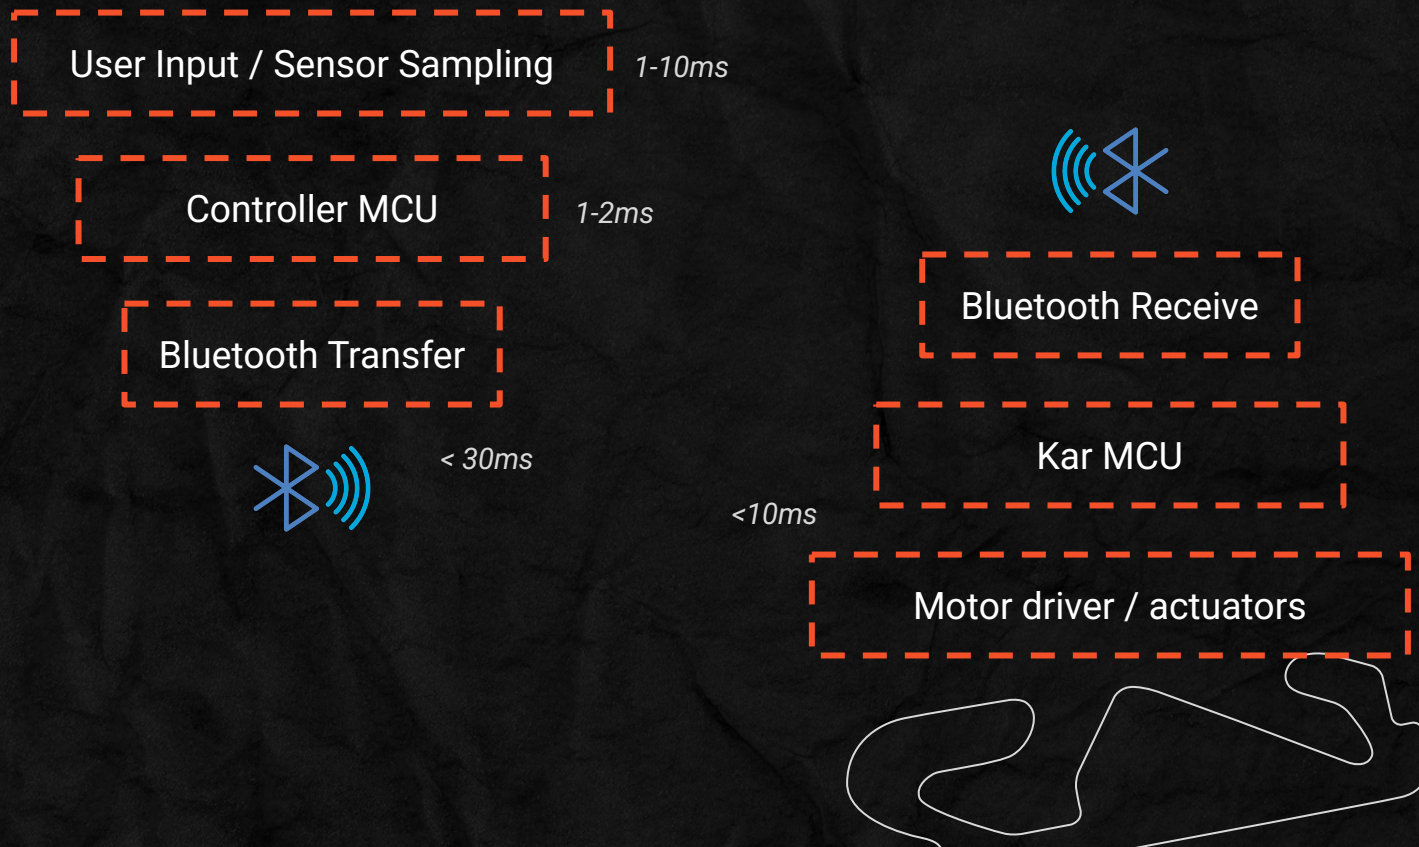 User Input / Sensor Sampling
1-10ms
Controller MCU
1-2ms
Bluetooth Transfer
< 30ms
Bluetooth Receive
Kar MCU
<10ms
Motor driver / actuators